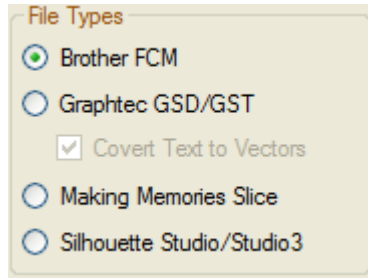 File Types
Brother FCM
Graphtec GSD/GST
Covert Text to Vectors
Making Memories Slice
Silhouette Studio/Studio3